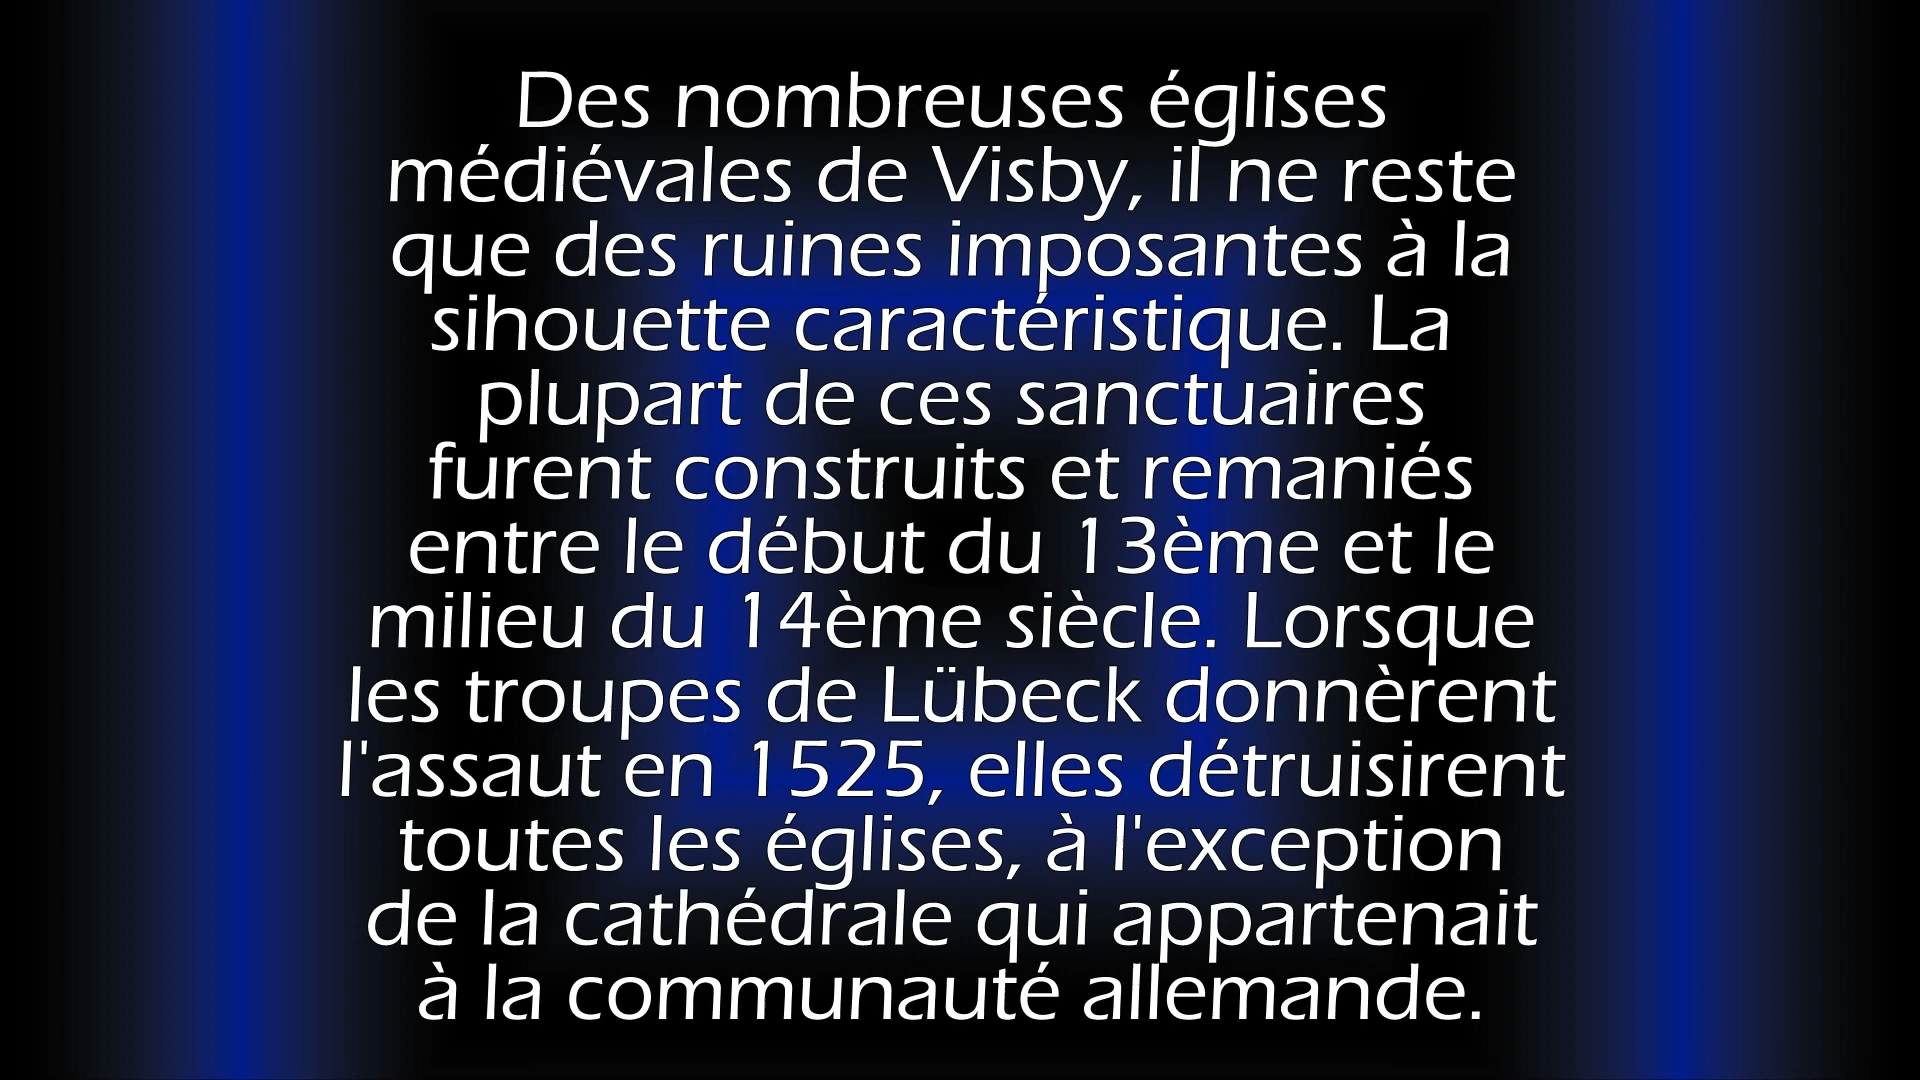 Des nombreuses églises
médiévales de Visby, il ne reste
que des ruines imposantes à la
sihouette caractéristique. La
plupart de ces sanctuaires
furent construits et remaniés
entre le début du 13ème et le
milieu du 14ème siècle. Lorsque
les troupes de Lübeck donnèrent
l'assaut en 1525, elles détruisirent
toutes les églises, à l'exception
de la cathédrale qui appartenait
à la communauté allemande.